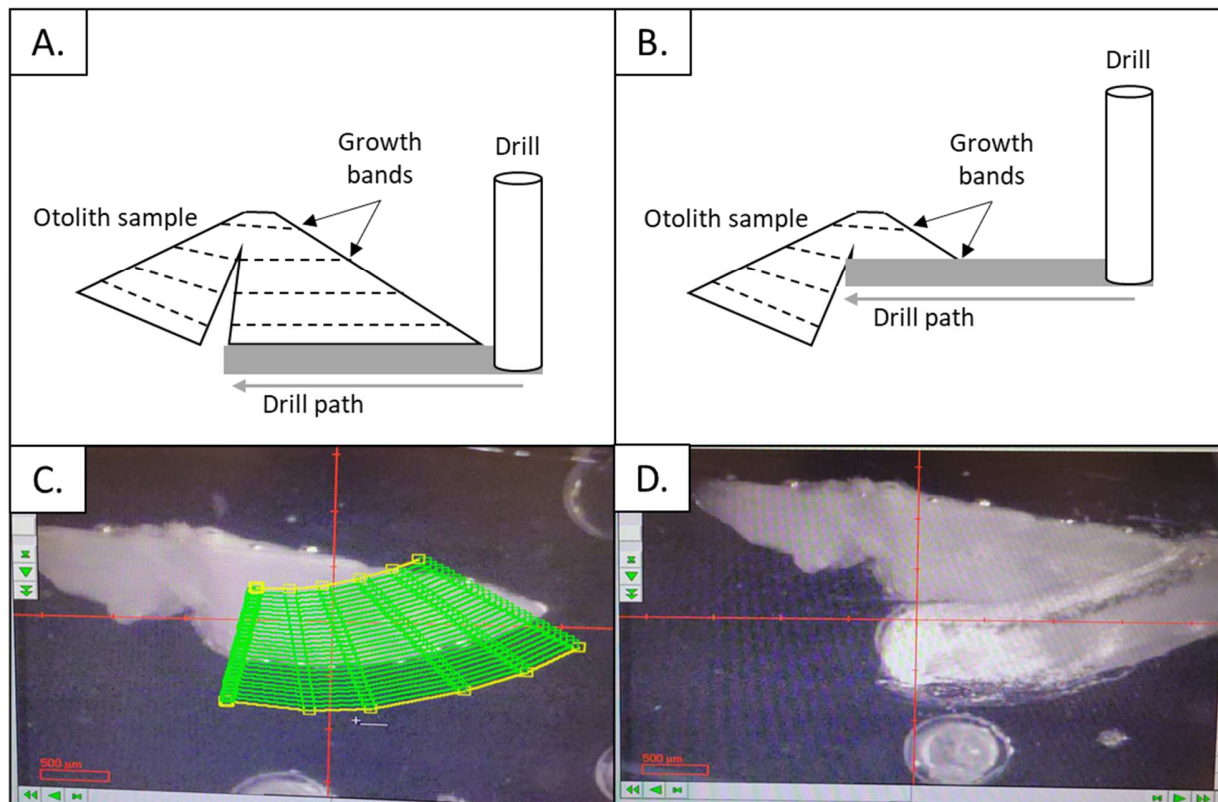 A.
Growth
bands
Drill
Otolith sample
Drill path
B.
Drill
Growth
bands
Otolith sample
Drill path
C.
500 µm
D.
500 µm